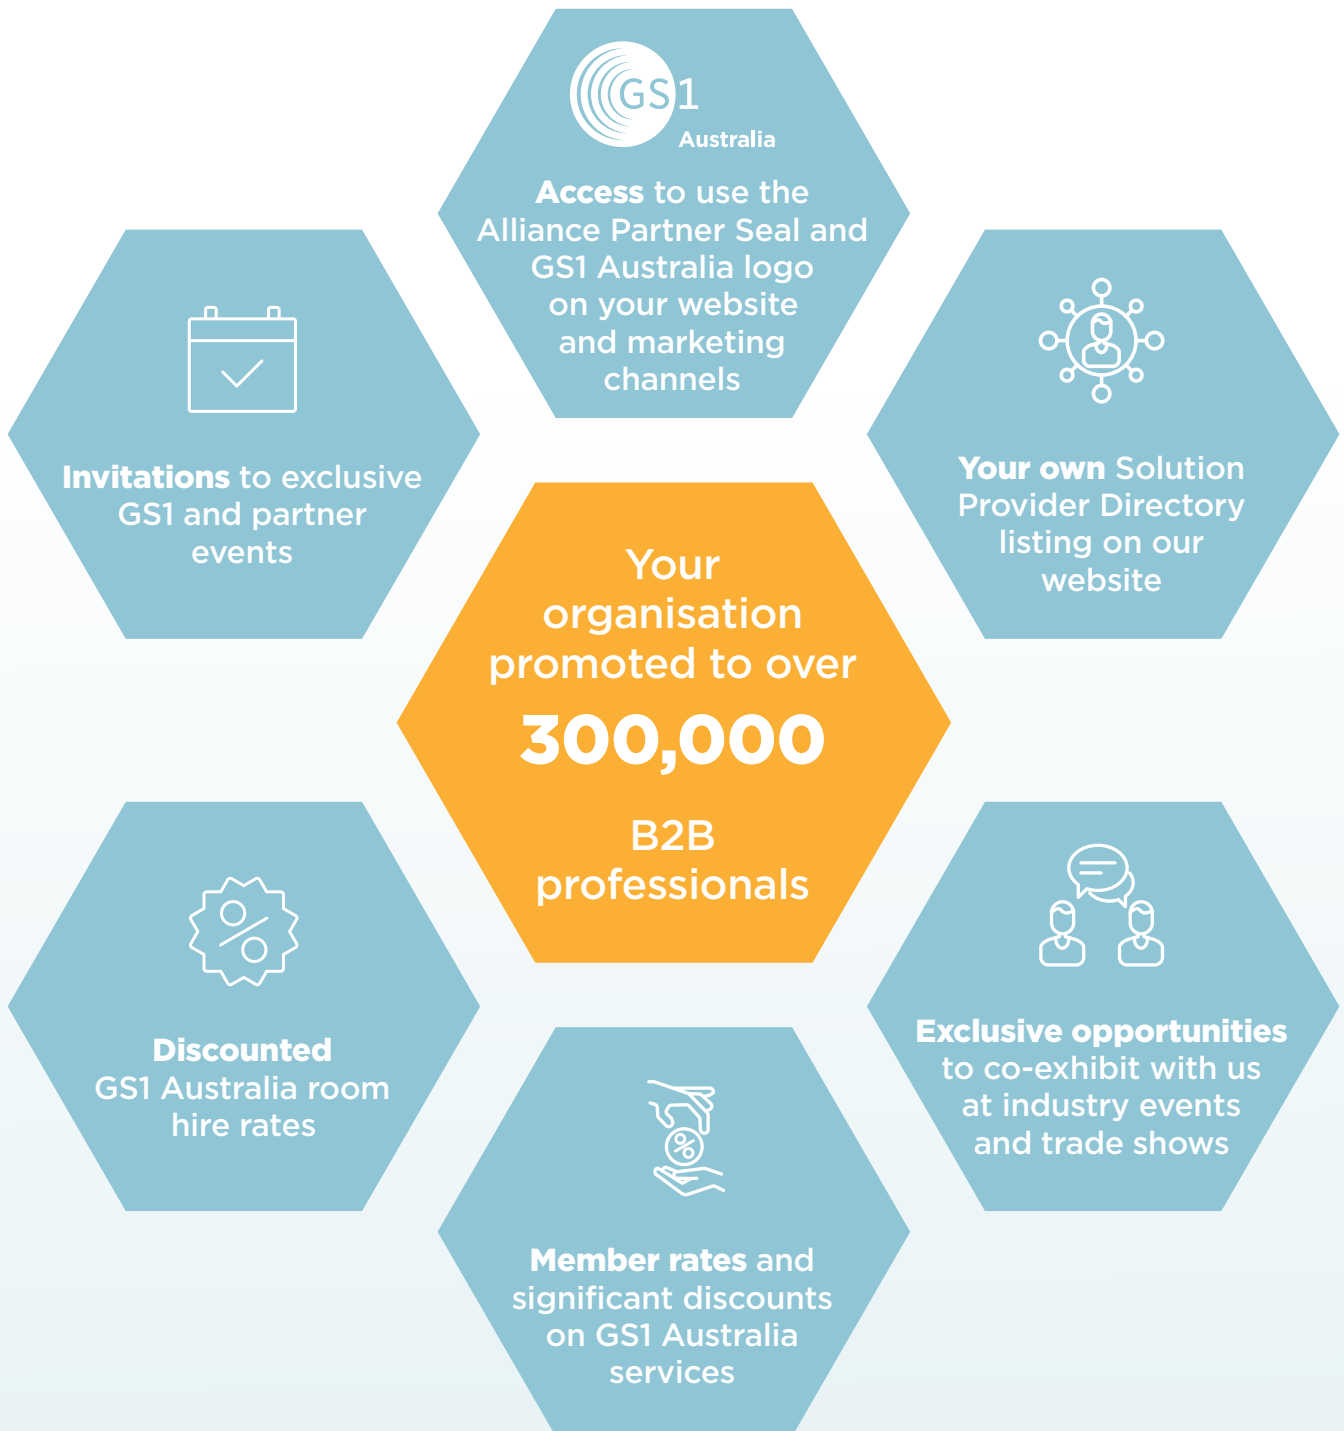 GS1
Australia
Access to use the
Alliance Partner Seal and
GS1 Australia logo
on your website
and marketing
channels
Invitations to exclusive
GS1 and partner
events
Your own Solution
Provider Directory
listing on our
website
Your
organisation
promoted to over
300,000
B2B
professionals
Discounted
GS1 Australia room
hire rates
Exclusive opportunities
to co-exhibit with us
at industry events
and trade shows
Member rates and
significant discounts
on GS1 Australia
services